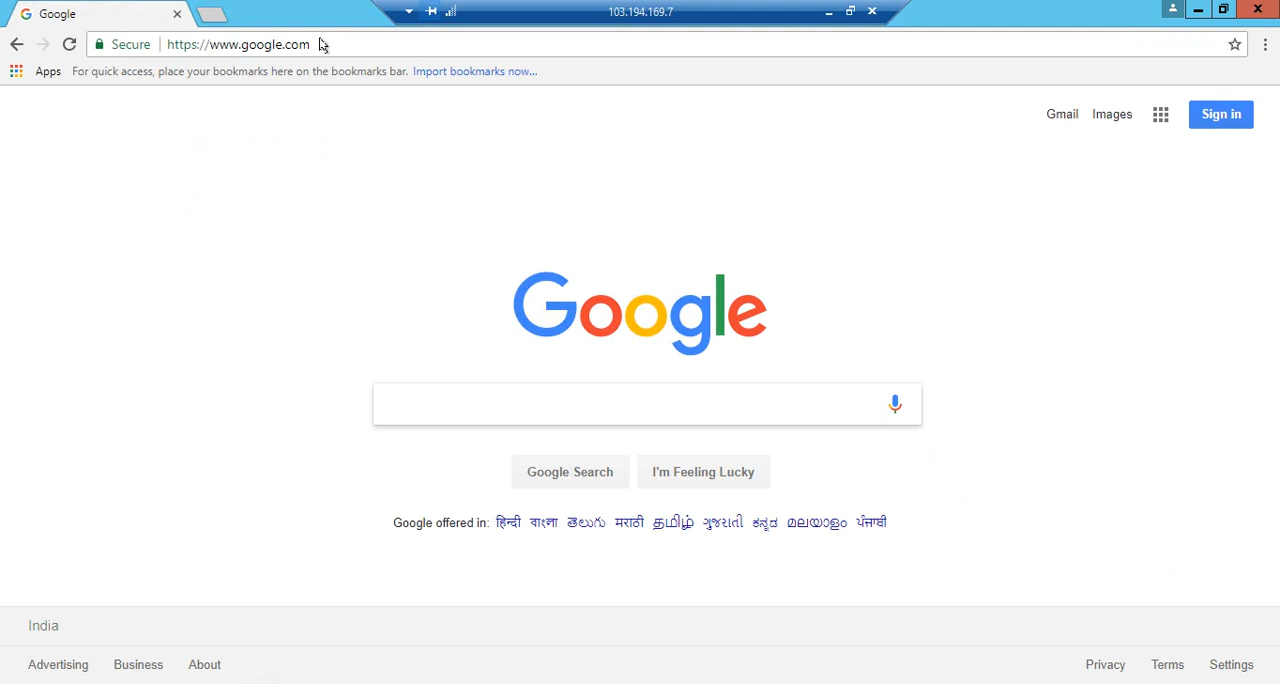 Google
103.194.169.7
Secure https://www.google.com
Apps For quick access, place your bookmarks here on the bookmarks bar. Import bookmarks now...
Gmail Images Sign in
Google
Google Search I'm Feeling Lucky
Google offered in: हिन्दी বাংলা తెలుగు मराठी தமிழ் ગુજરાતી ಕನ್ನಡ മലയാളം ਪੰਜਾਬੀ
India
Advertising Business About Privacy Terms Settings